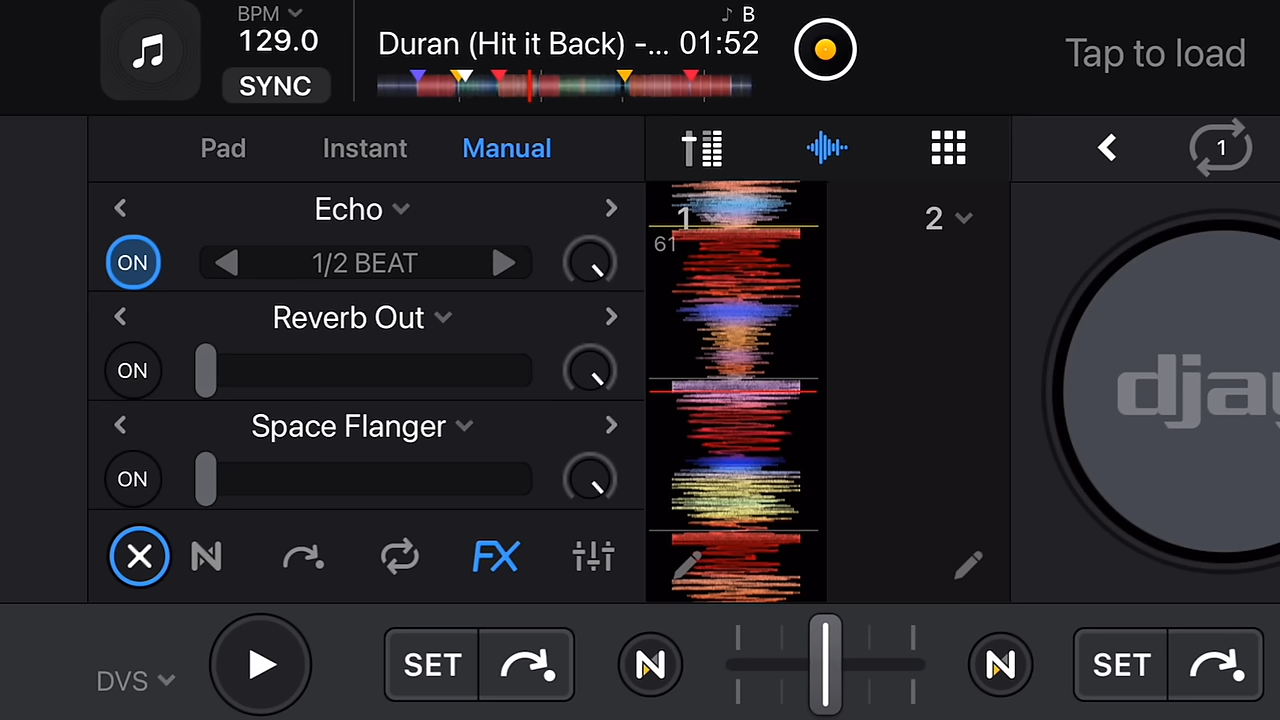 BPM
129.0
SYNC
Duran (Hit it Back) -... 01:52
♪ B
Tap to load
Pad Instant Manual
1
Echo
ON 1/2 BEAT
Reverb Out
ON
Space Flanger
ON
FX
1 2
61
djay
DVS
SET
N
N
SET